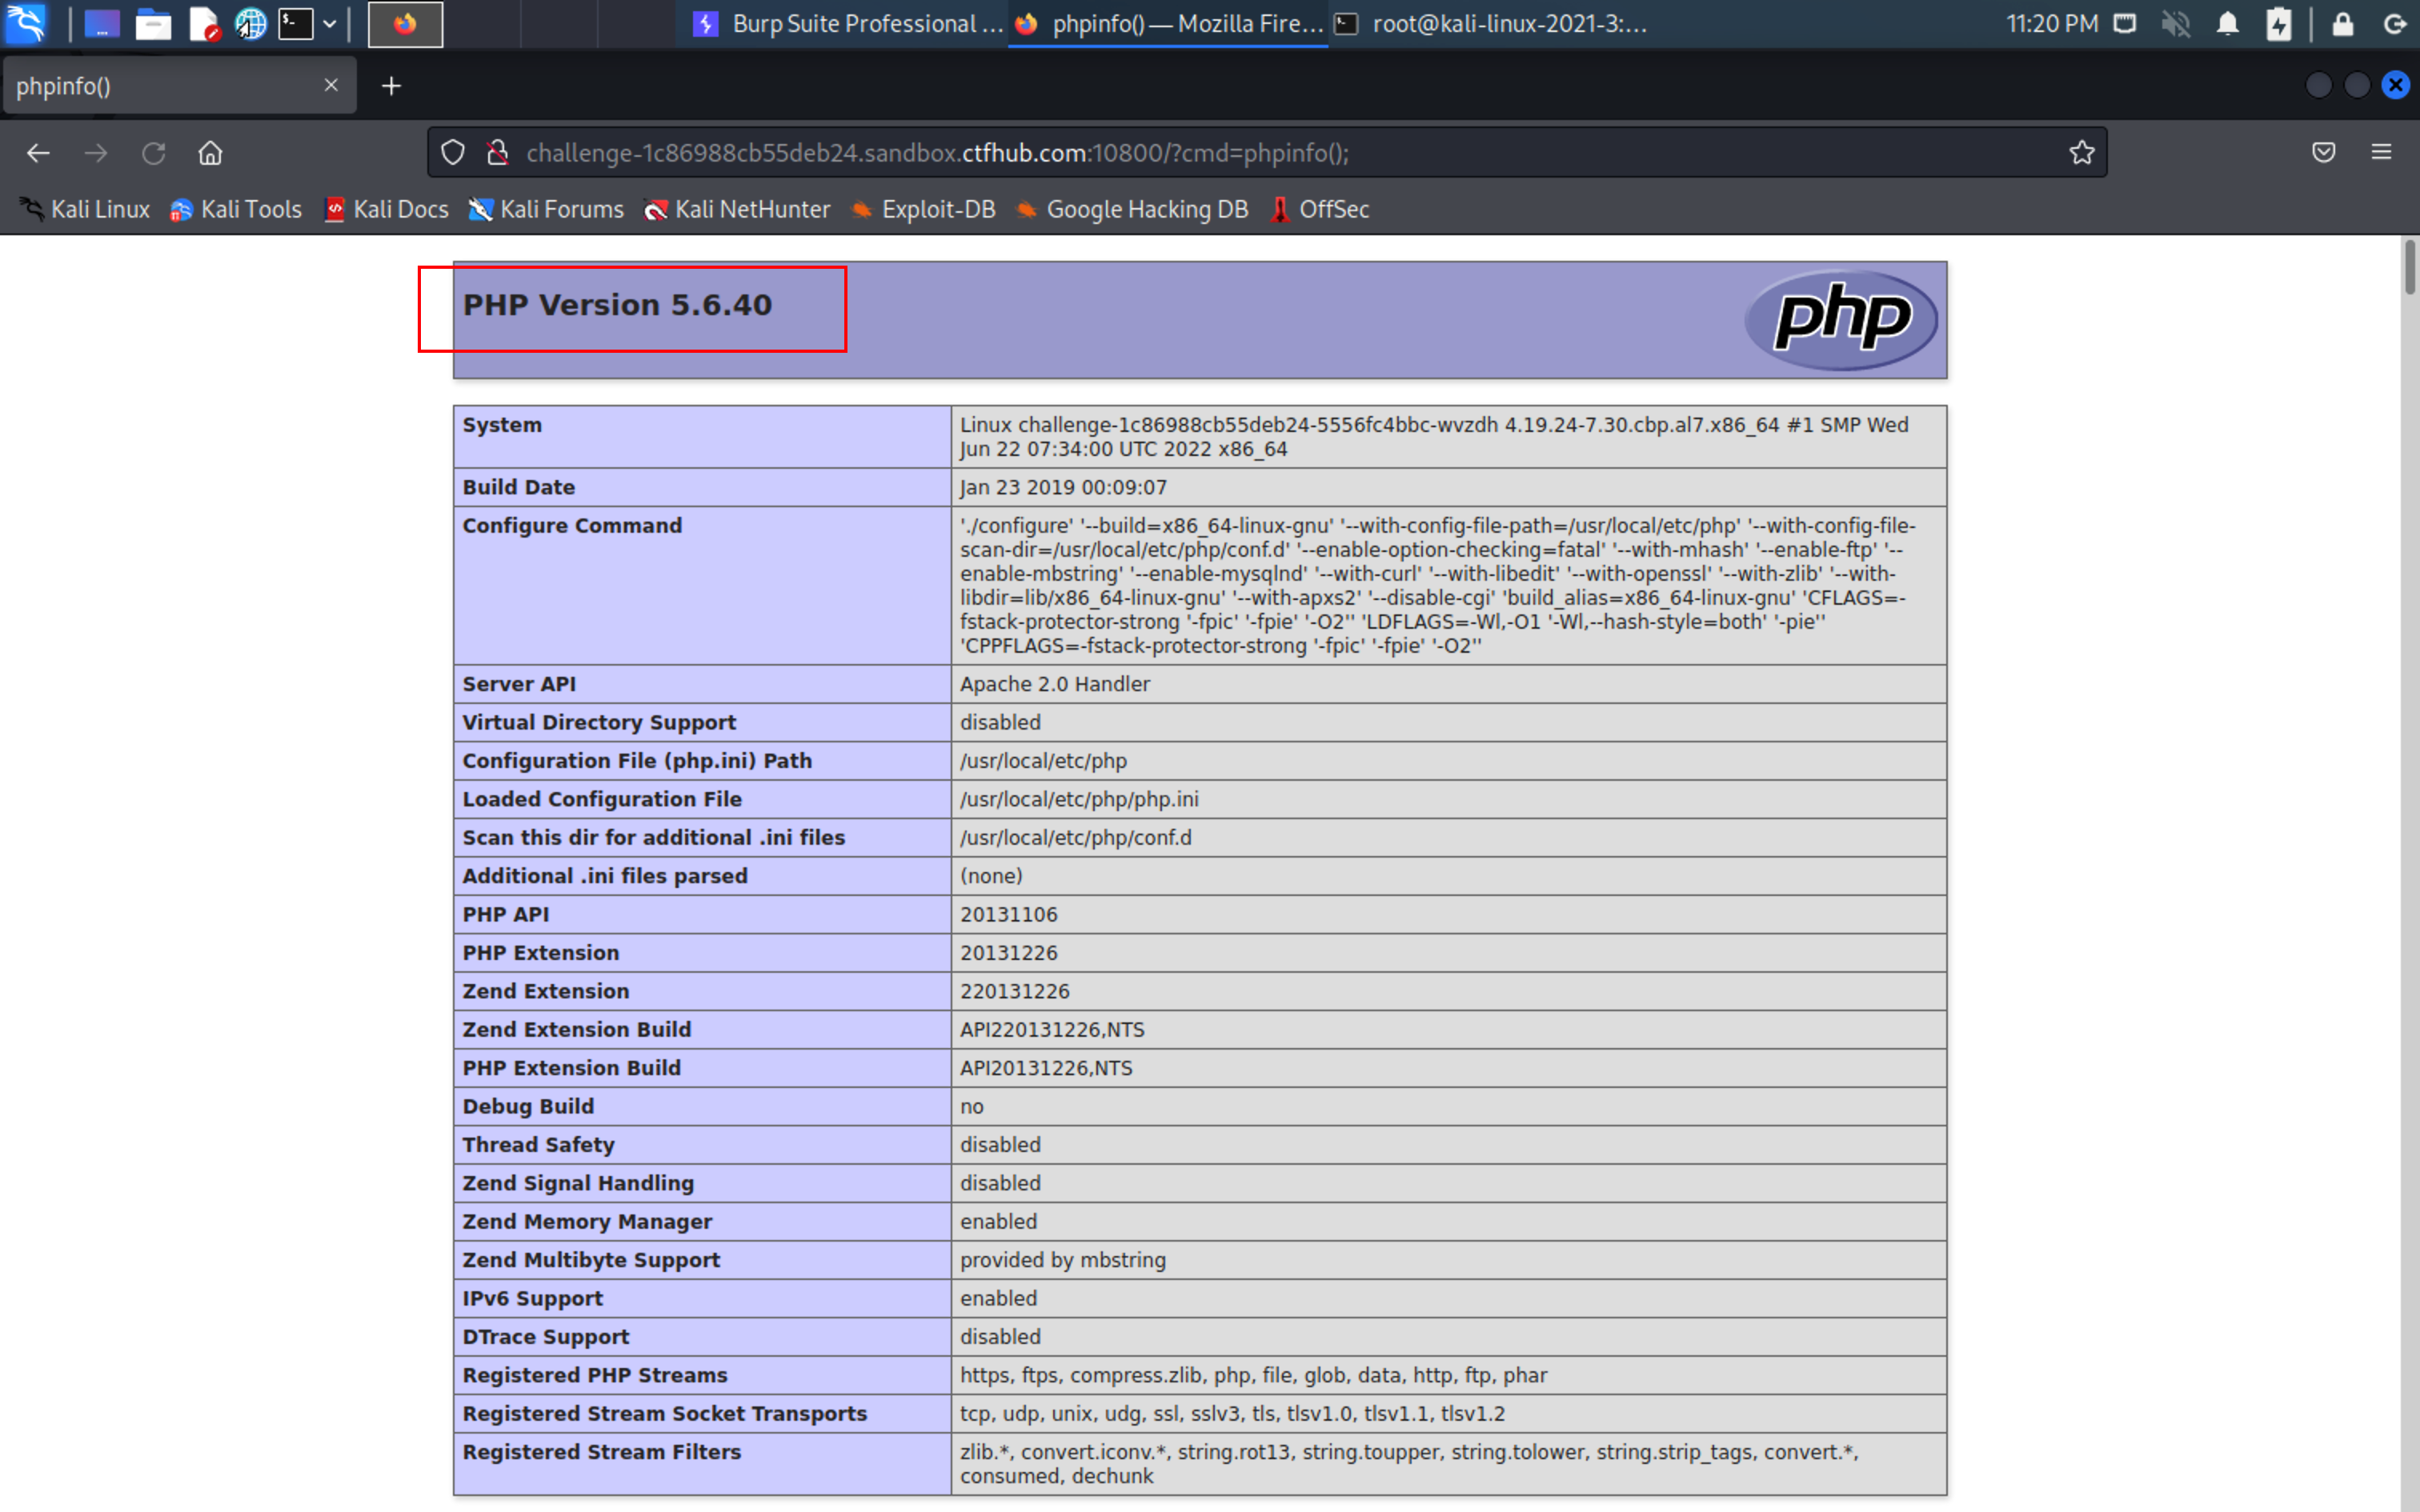 Burp Suite Professional ...
phpinfo() — Mozilla Fire...
root@kali-linux-2021-3:...
11:20 PM
phpinfo()
challenge-1c86988cb55deb24.sandbox.ctfhub.com:10800/?cmd=phpinfo();
Kali Linux Kali Tools Kali Docs Kali Forums Kali NetHunter Exploit-DB Google Hacking DB OffSec
PHP Version 5.6.40
php
System Linux challenge-1c86988cb55deb24-5556fc4bbc-wvzdh 4.19.24-7.30.cbp.al7.x86_64 #1 SMP Wed
Jun 22 07:34:00 UTC 2022 x86_64
Build Date Jan 23 2019 00:09:07
Configure Command './configure' '--build=x86_64-linux-gnu' '--with-config-file-path=/usr/local/etc/php' '--with-config-file-
scan-dir=/usr/local/etc/php/conf.d' '--enable-option-checking=fatal' '--with-mhash' '--enable-ftp' '--
enable-mbstring' '--enable-mysqlnd' '--with-curl' '--with-libedit' '--with-openssl' '--with-zlib' '--with-
libdir=lib/x86_64-linux-gnu' '--with-apxs2' '--disable-cgi' 'build_alias=x86_64-linux-gnu' 'CFLAGS=-
fstack-protector-strong '-fpic' '-fpie' '-O2'' 'LDFLAGS=-Wl,-O1 '-Wl,--hash-style=both' '-pie''
'CPPFLAGS=-fstack-protector-strong '-fpic' '-fpie' '-O2''
Server API Apache 2.0 Handler
Virtual Directory Support disabled
Configuration File (php.ini) Path /usr/local/etc/php
Loaded Configuration File /usr/local/etc/php/php.ini
Scan this dir for additional .ini files /usr/local/etc/php/conf.d
Additional .ini files parsed (none)
PHP API 20131106
PHP Extension 20131226
Zend Extension 220131226
Zend Extension Build API220131226,NTS
PHP Extension Build API20131226,NTS
Debug Build no
Thread Safety disabled
Zend Signal Handling disabled
Zend Memory Manager enabled
Zend Multibyte Support provided by mbstring
IPv6 Support enabled
DTrace Support disabled
Registered PHP Streams https, ftps, compress.zlib, php, file, glob, data, http, ftp, phar
Registered Stream Socket Transports tcp, udp, unix, udg, ssl, sslv3, tls, tlsv1.0, tlsv1.1, tlsv1.2
Registered Stream Filters zlib.*, convert.iconv.*, string.rot13, string.toupper, string.tolower, string.strip_tags, convert.*,
consumed, dechunk